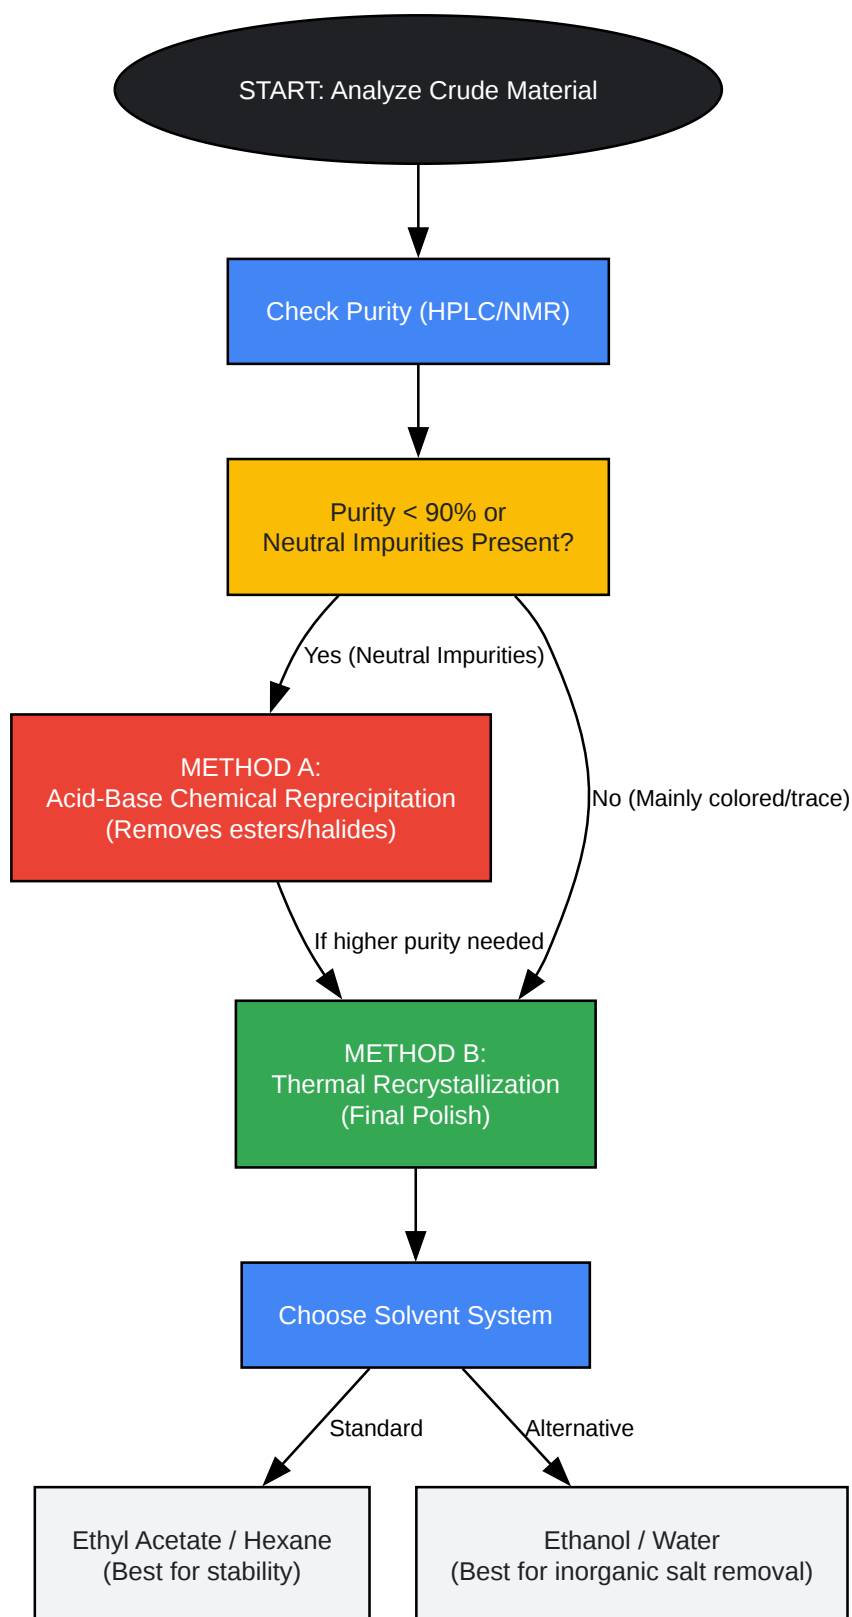 START: Analyze Crude Material
Check Purity (HPLC/NMR)
Purity < 90% or
Neutral Impurities Present?
Yes (Neutral Impurities)
METHOD A:
Acid-Base Chemical Reprecipitation
(Removes esters/halides)
No (Mainly colored/trace)
If higher purity needed
METHOD B:
Thermal Recrystallization
(Final Polish)
Choose Solvent System
Standard
Alternative
Ethyl Acetate / Hexane
(Best for stability)
Ethanol / Water
(Best for inorganic salt removal)